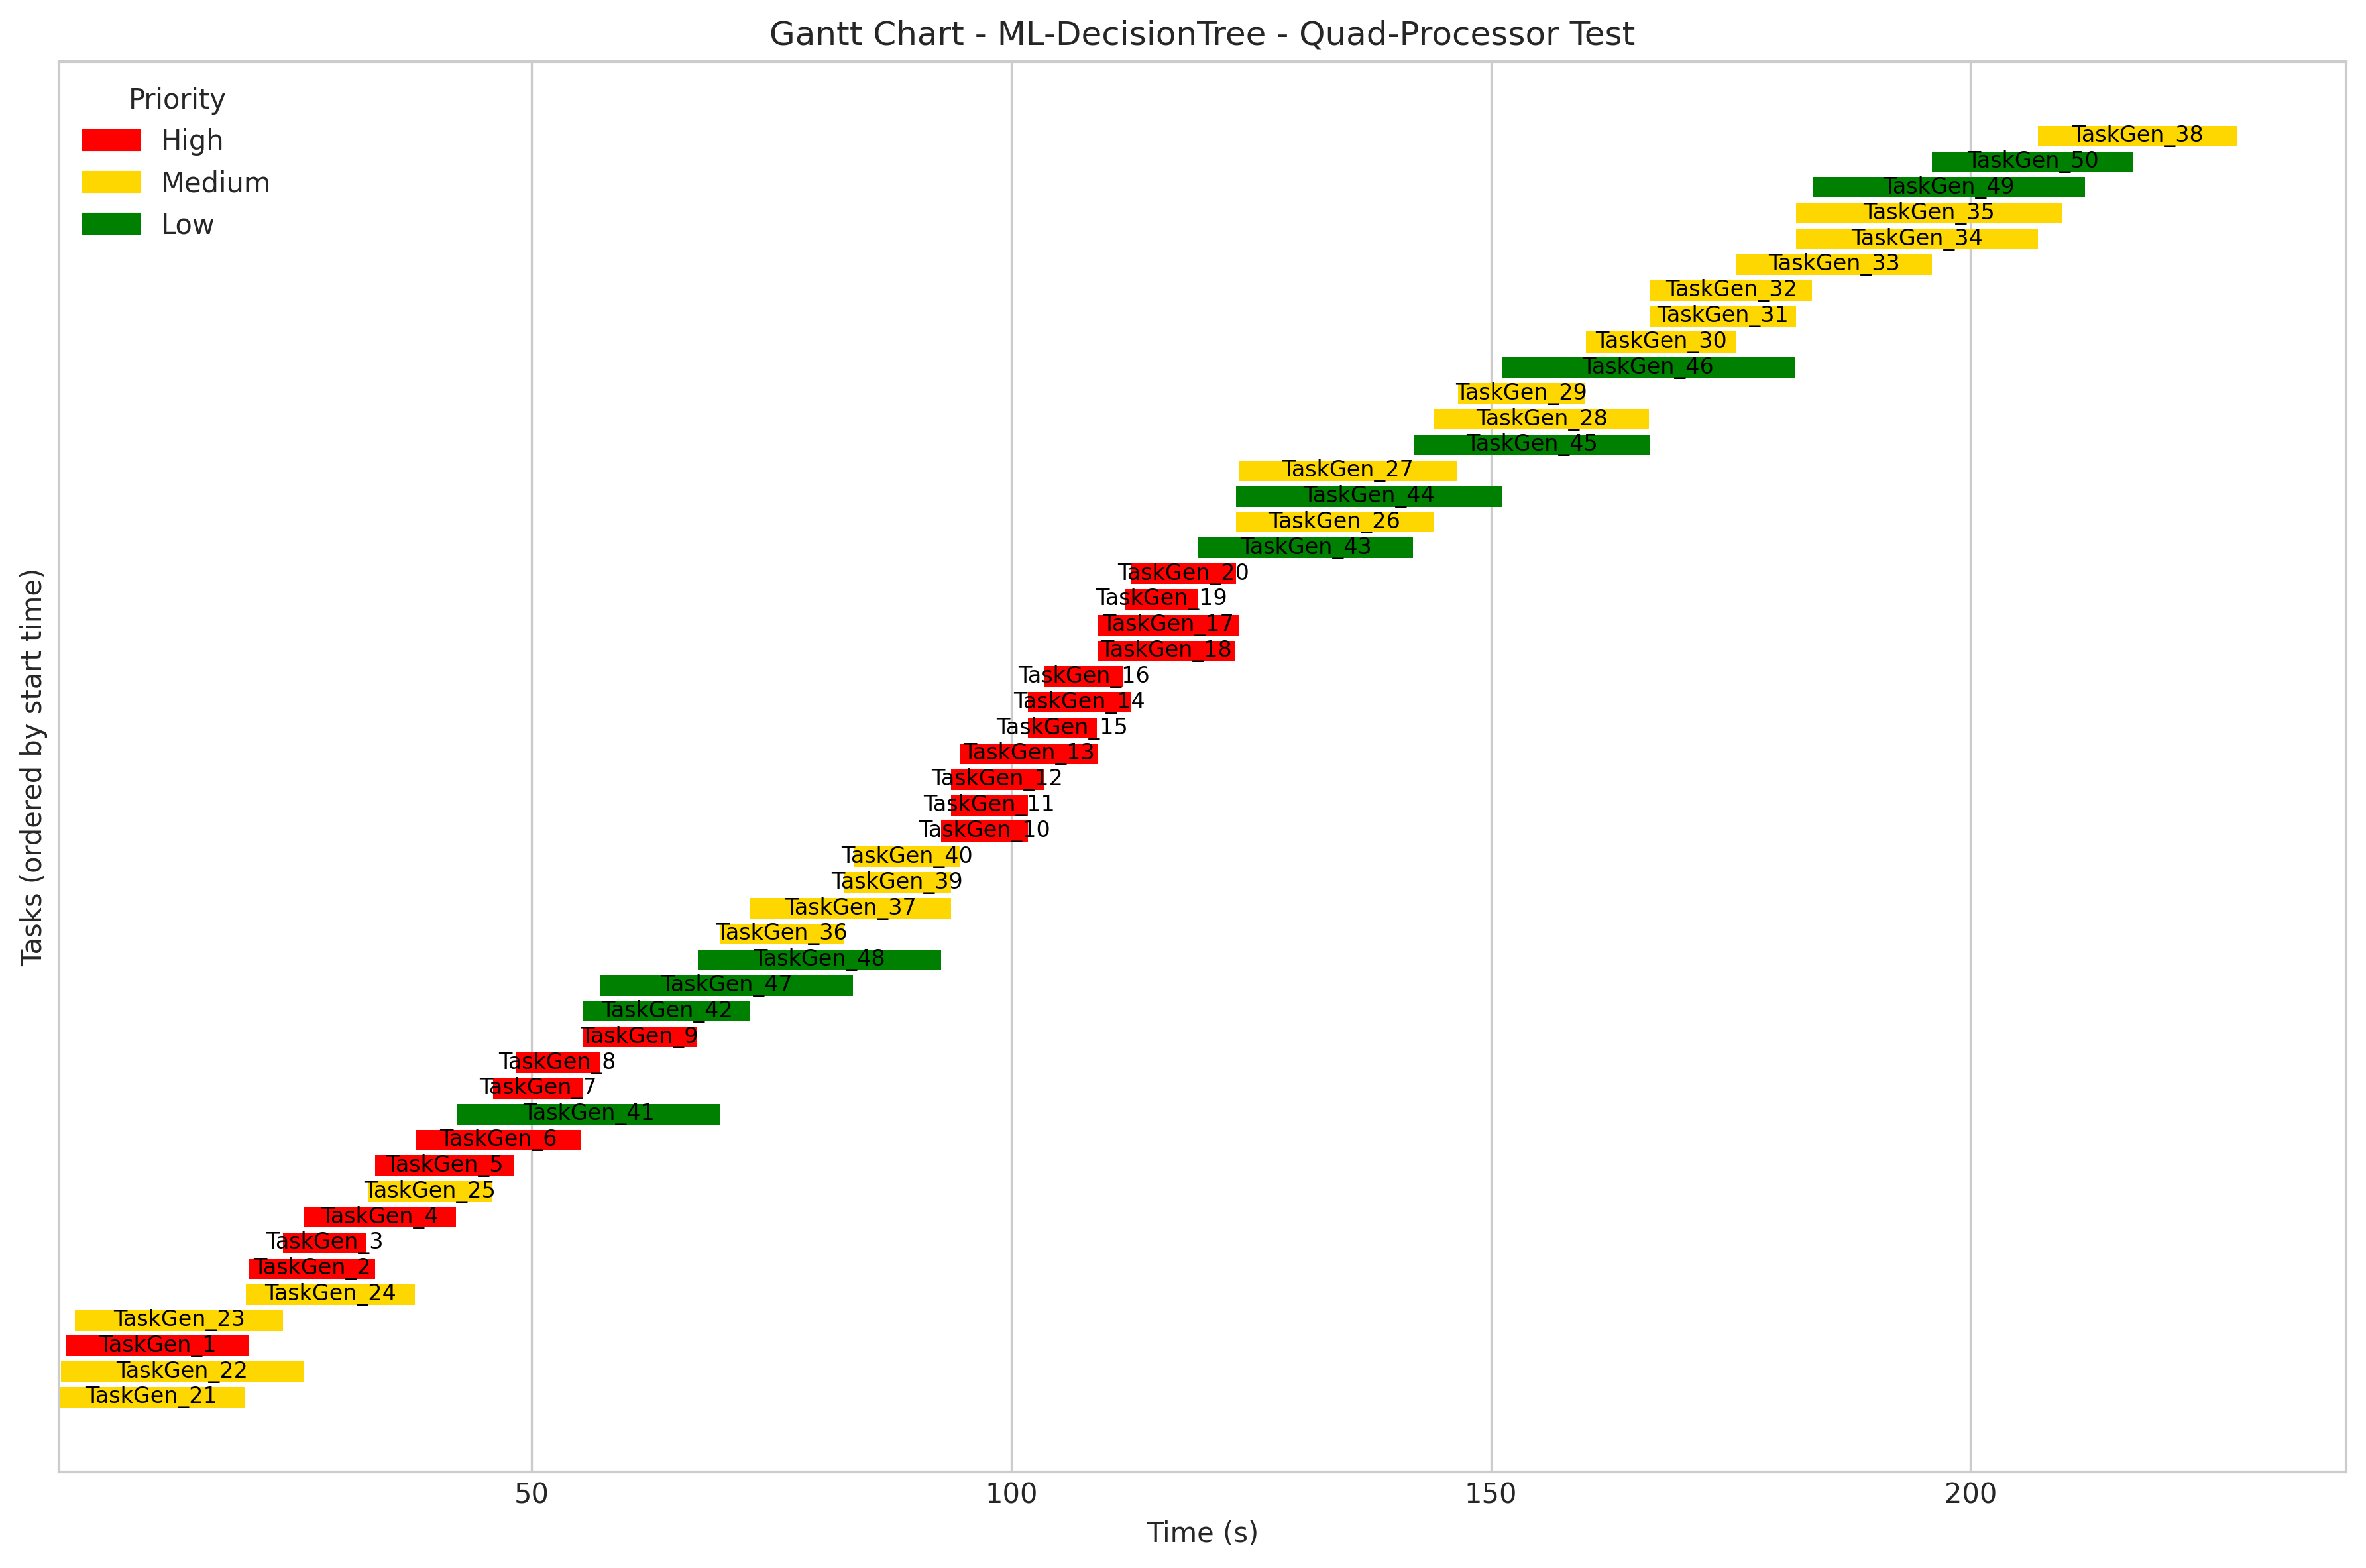 Gantt Chart - ML-DecisionTree - Quad-Processor Test
Priority
High
Medium
Low
TaskGen_38
TaskGen_50
TaskGen_49
TaskGen_35
TaskGen_34
TaskGen_33
TaskGen_32
TaskGen_31
TaskGen_30
TaskGen_46
TaskGen_29
TaskGen_28
TaskGen_45
TaskGen_27
TaskGen_44
TaskGen_26
TaskGen_43
TaskGen_20
TaskGen_19
TaskGen_17
TaskGen_18
TaskGen_16
TaskGen_14
TaskGen_15
TaskGen_13
TaskGen_12
TaskGen_11
TaskGen_10
TaskGen_40
TaskGen_39
TaskGen_37
TaskGen_36
TaskGen_48
TaskGen_47
TaskGen_42
TaskGen_9
TaskGen_8
TaskGen_7
TaskGen_41
TaskGen_6
TaskGen_5
TaskGen_25
TaskGen_4
TaskGen_3
TaskGen_2
TaskGen_24
TaskGen_23
TaskGen_1
TaskGen_22
TaskGen_21
Tasks (ordered by start time)
50 100 150 200
Time (s)